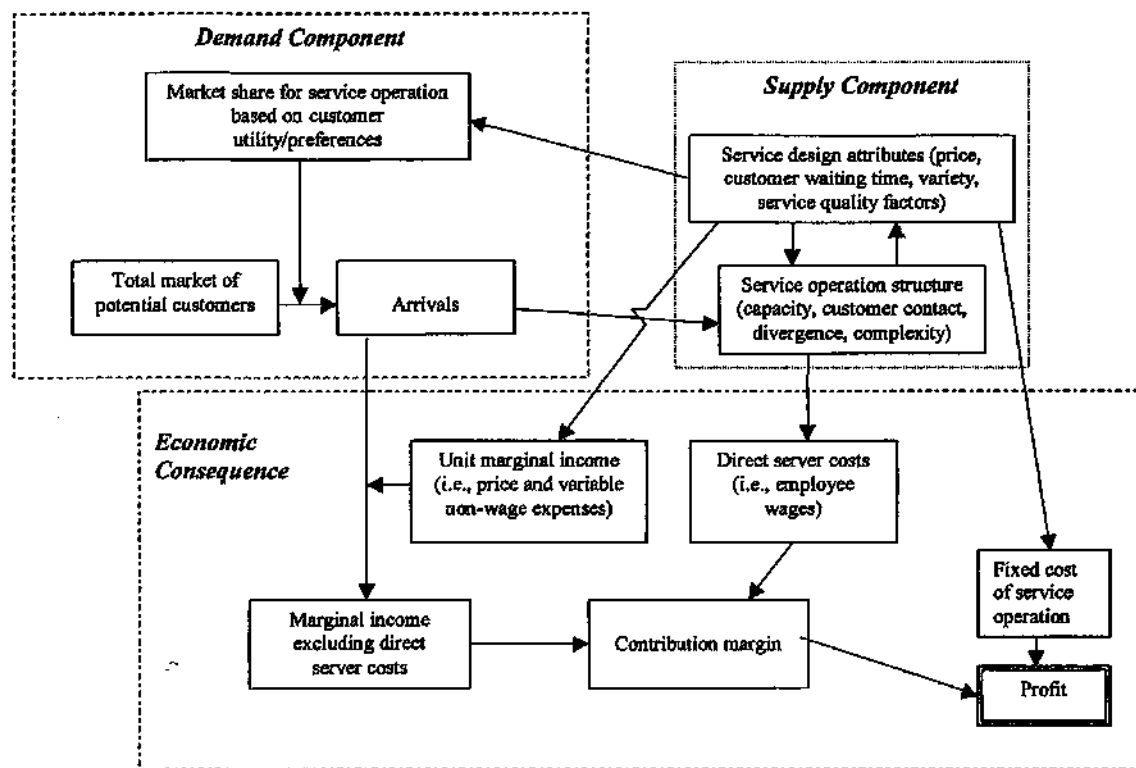 Demand Component
Market share for service operation
based on customer
utility/preferences
Total market of
potential customers
Arrivals
Supply Component
Service design attributes (price,
customer waiting time, variety,
service quality factors)
Service operation structure
(capacity, customer contact,
divergence, complexity)
Economic
Consequence
Unit marginal income
(i.e., price and variable
non-wage expenses)
Direct server costs
(i.e., employee
wages)
Fixed cost
of service
operation
Marginal income
excluding direct
server costs
Contribution margin
Profit